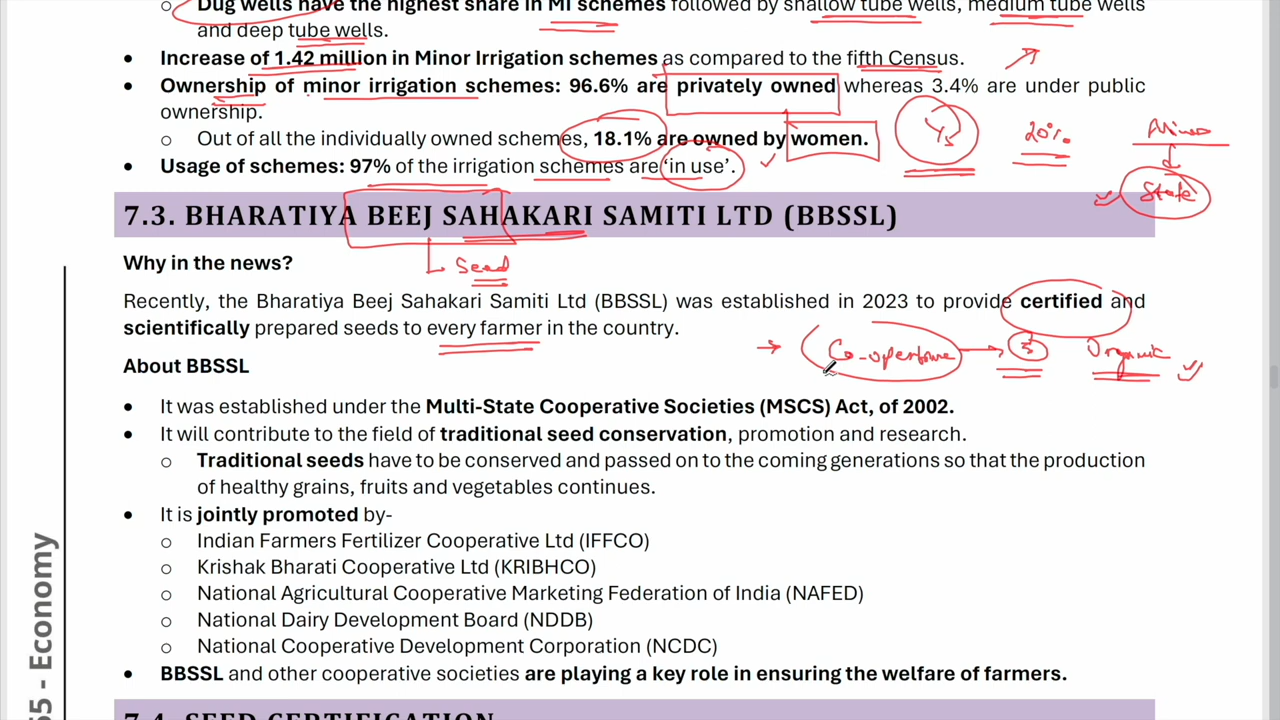 Dug wells have the highest share in MI schemes followed by shallow tube wells, medium tube wells
and deep tube wells.
• Increase of 1.42 million in Minor Irrigation schemes as compared to the fifth Census.
• Ownership of minor irrigation schemes: 96.6% are privately owned whereas 3.4% are under public
ownership.
o Out of all the individually owned schemes, 18.1% are owned by women.
• Usage of schemes: 97% of the irrigation schemes are 'in use'.
1/5
20%
State
7.3. BHARATIYA BEEJ SAHAKARI SAMITI LTD (BBSSL)
Seed
Why in the news?
Recently, the Bharatiya Beej Sahakari Samiti Ltd (BBSSL) was established in 2023 to provide certified and
scientifically prepared seeds to every farmer in the country.
Organic
About BBSSL
• It was established under the Multi-State Cooperative Societies (MSCS) Act, of 2002.
• It will contribute to the field of traditional seed conservation, promotion and research.
o Traditional seeds have to be conserved and passed on to the coming generations so that the production
of healthy grains, fruits and vegetables continues.
• It is jointly promoted by-
o Indian Farmers Fertilizer Cooperative Ltd (IFFCO)
o Krishak Bharati Cooperative Ltd (KRIBHCO)
o National Agricultural Cooperative Marketing Federation of India (NAFED)
o National Dairy Development Board (NDDB)
o National Cooperative Development Corporation (NCDC)
• BBSSL and other cooperative societies are playing a key role in ensuring the welfare of farmers.
7.4. SEED CERTIFICATION
55 - Economy